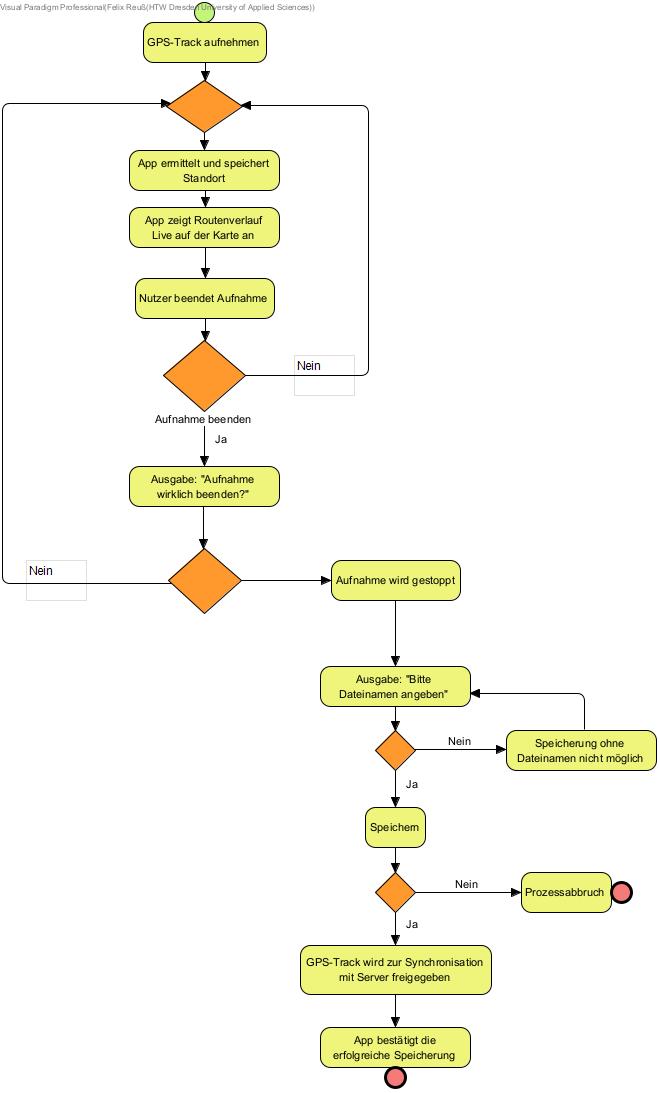 Visual Paradigm Professional(Felix Reuß(HTW Dresden University of Applied Sciences))
GPS-Track aufnehmen
App ermittelt und speichert
Standort
App zeigt Routenverlauf
Live auf der Karte an
Nutzer beendet Aufnahme
Nein
Aufnahme beenden
Ja
Ausgabe: "Aufnahme
wirklich beenden?"
Nein
Aufnahme wird gestoppt
Ausgabe: "Bitte
Dateinamen angeben"
Nein
Speicherung ohne
Dateinamen nicht möglich
Ja
Speichern
Nein
Prozessabbruch
Ja
GPS-Track wird zur Synchronisation
mit Server freigegeben
App bestätigt die
erfolgreiche Speicherung